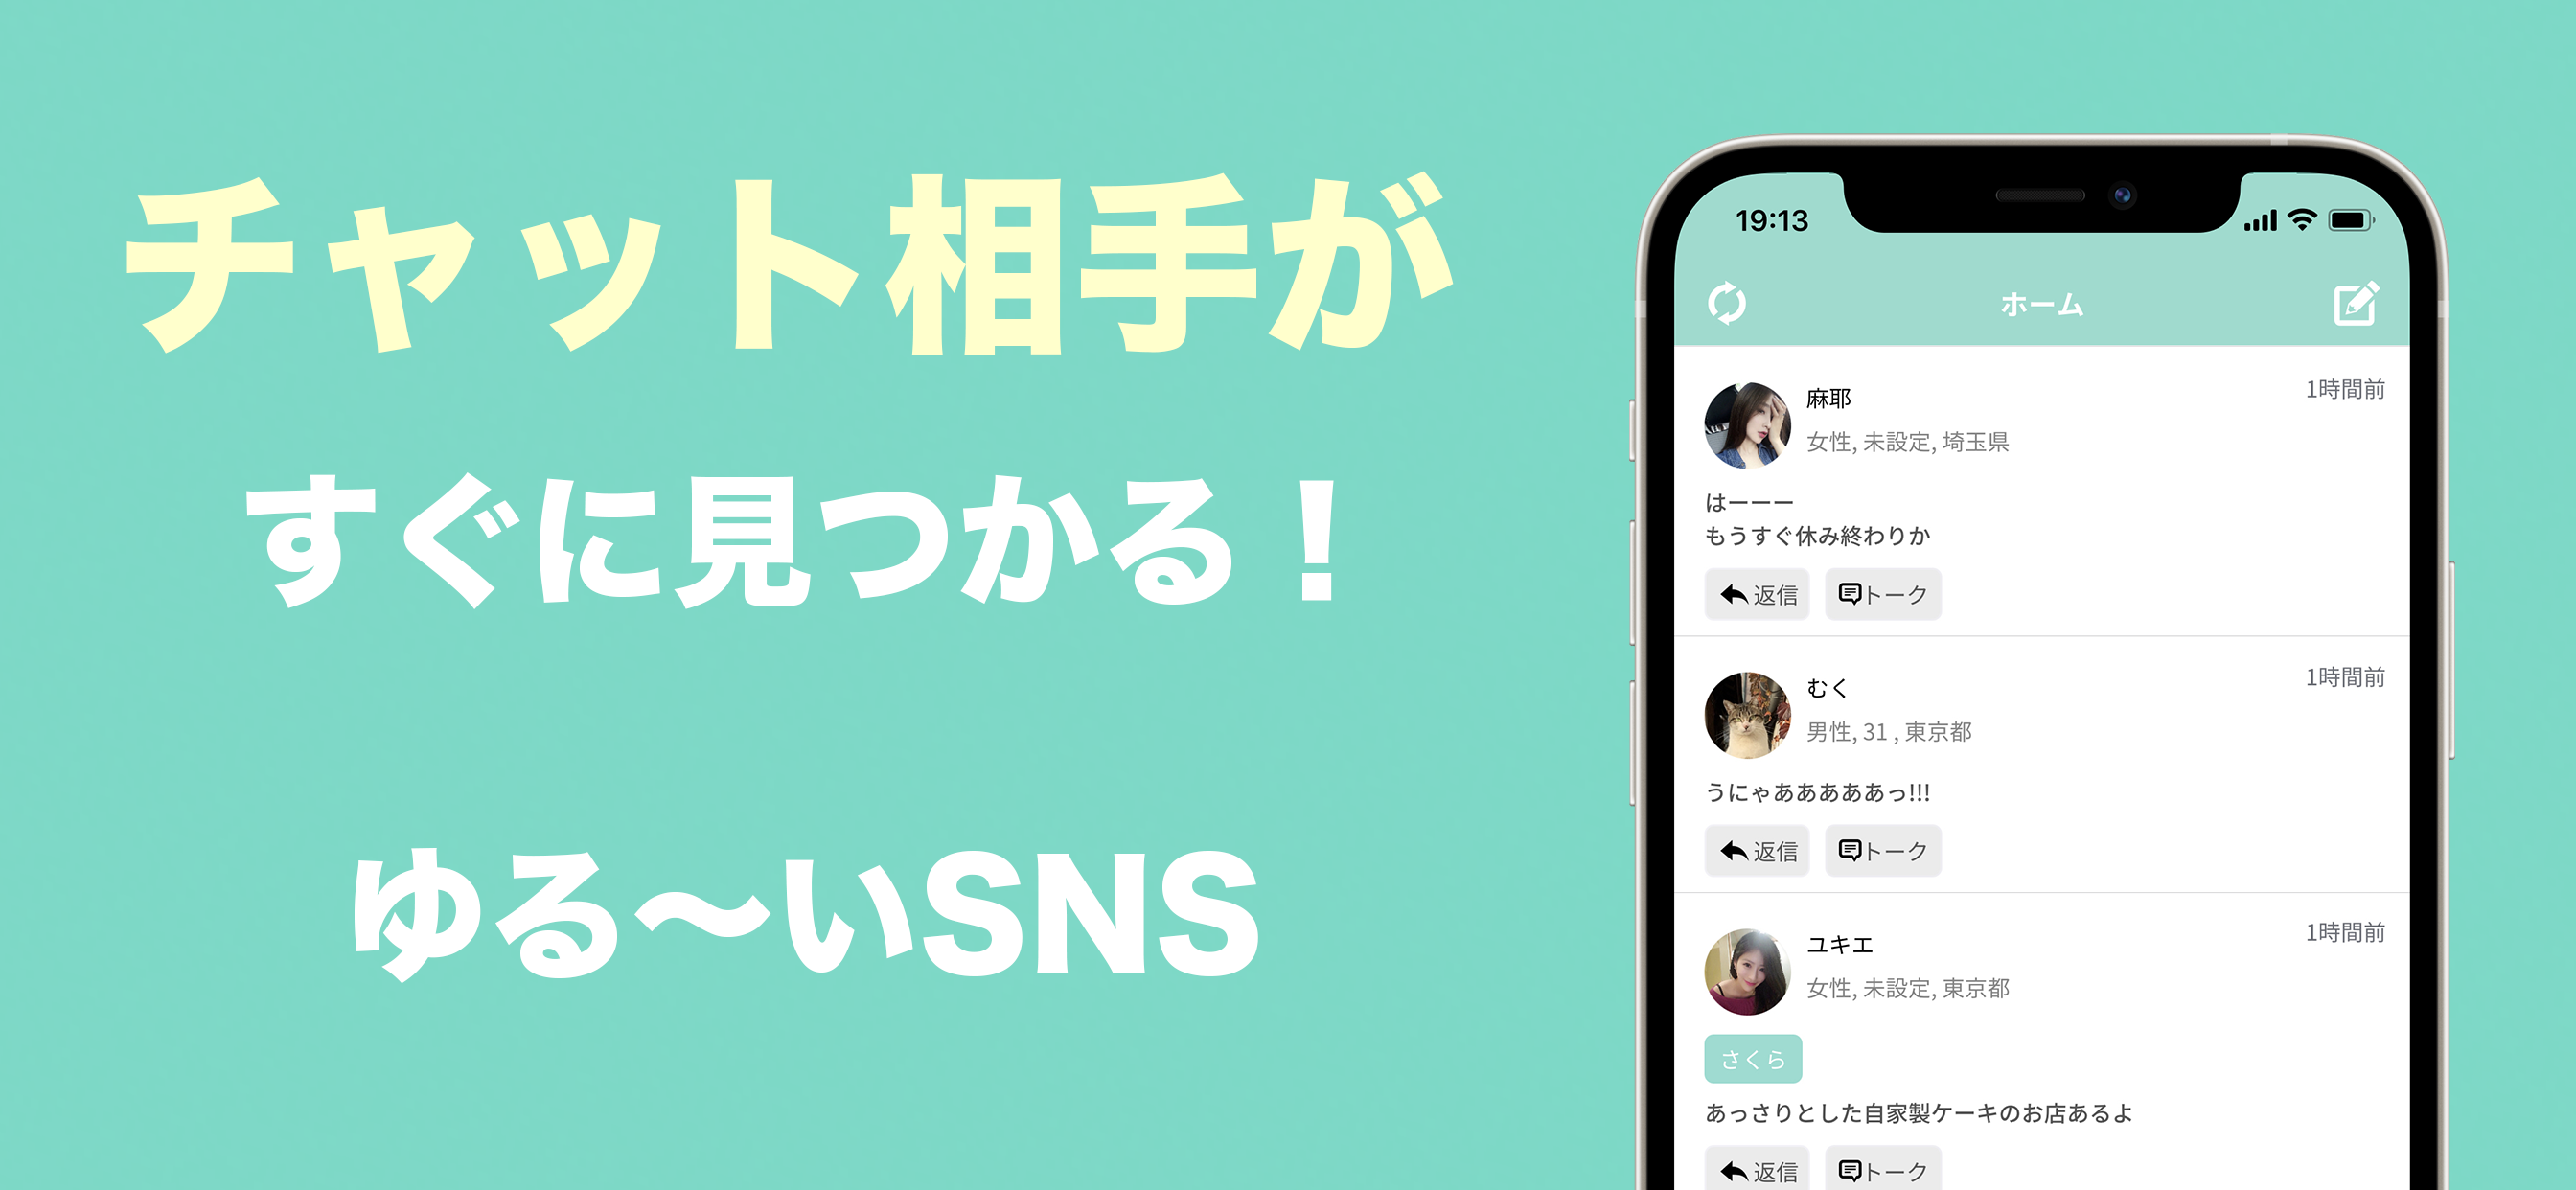 チャット相手が
すぐに見つかる！
ゆる〜いSNS
19:13
ホーム
麻耶
1時間前
女性, 未設定, 埼玉県
はーーー
もうすぐ休み終わりか
返信 トーク
むく
1時間前
男性, 31 , 東京都
うにゃあああああっ!!!
返信 トーク
ユキエ
1時間前
女性, 未設定, 東京都
さくら
あっさりとした自家製ケーキのお店あるよ
返信 トーク